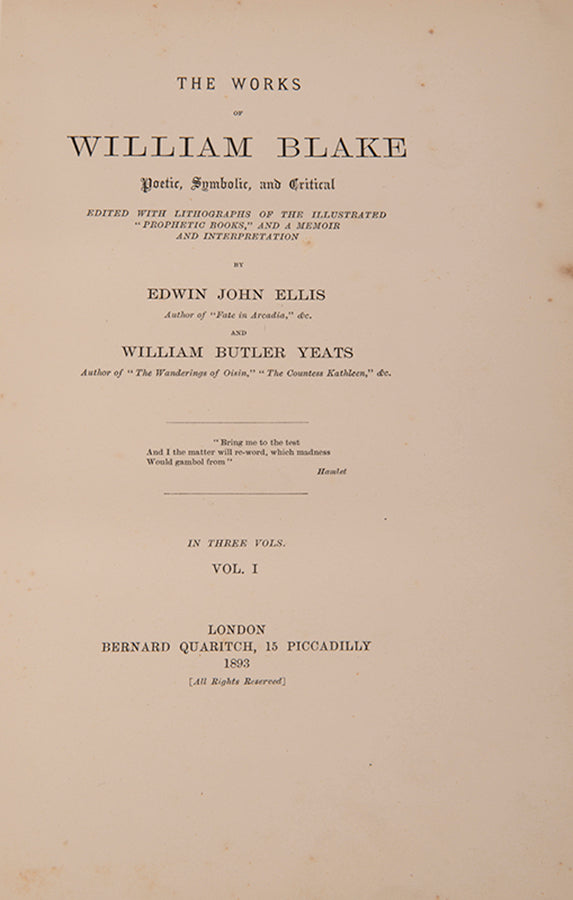 THE WORKS
OF
WILLIAM BLAKE
Poetic, Symbolic, and Critical
EDITED WITH LITHOGRAPHS OF THE ILLUSTRATED
"PROPHETIC BOOKS," AND A MEMOIR
AND INTERPRETATION
BY
EDWIN JOHN ELLIS
Author of "Fate in Arcadia," &c.
AND
WILLIAM BUTLER YEATS
Author of "The Wanderings of Oisin," "The Countess Kathleen," &c.
"Bring me to the test
And I the matter will re-word, which madness
Would gambol from"
Hamlet
IN THREE VOLS.
VOL. I
LONDON
BERNARD QUARITCH, 15 PICCADILLY
1893
[All Rights Reserved]